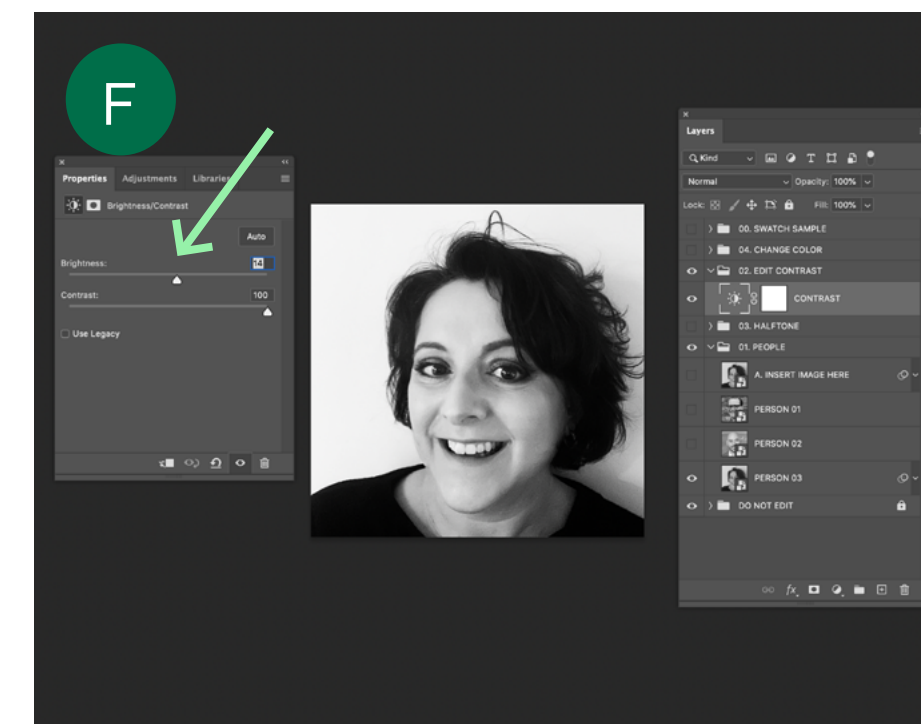 F
Properties Adjustments Libraries
Brightness/Contrast
Auto
Brightness: 14
Contrast: 100
Use Legacy
Layers
Kind
Normal Opacity: 100%
Lock: Fill: 100%
00. SWATCH SAMPLE
04. CHANGE COLOR
02. EDIT CONTRAST
CONTRAST
03. HALFTONE
01. PEOPLE
A. INSERT IMAGE HERE
PERSON 01
PERSON 02
PERSON 03
DO NOT EDIT
fx